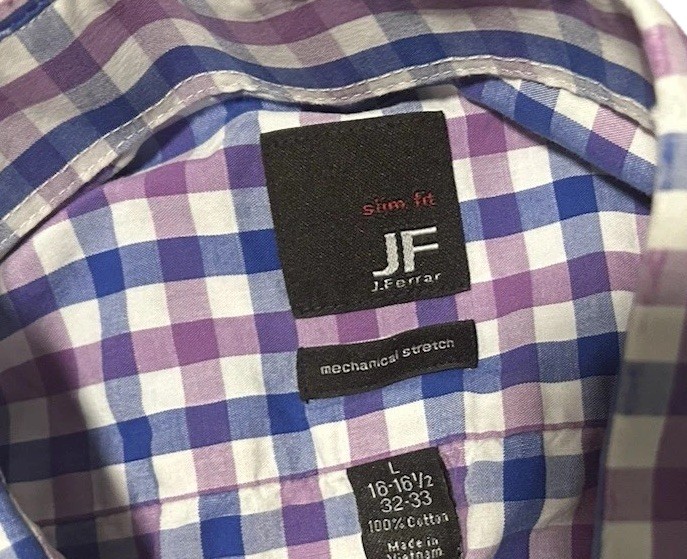 slim fit
JF
J.Ferrar
mechanical stretch
L
16-16½
32-33
100% Cotton
Made in
Vietnam